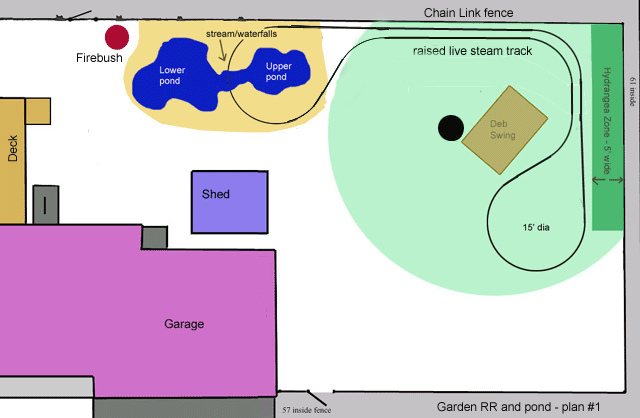 Chain Link fence
stream/waterfalls
Firebush
raised live steam track
Lower
pond
Upper
pond
61 inside
Hydrangea Zone - 5' wide
Deb
Swing
Deck
Shed
15' dia
Garage
57 inside fence
Garden RR and pond - plan #1